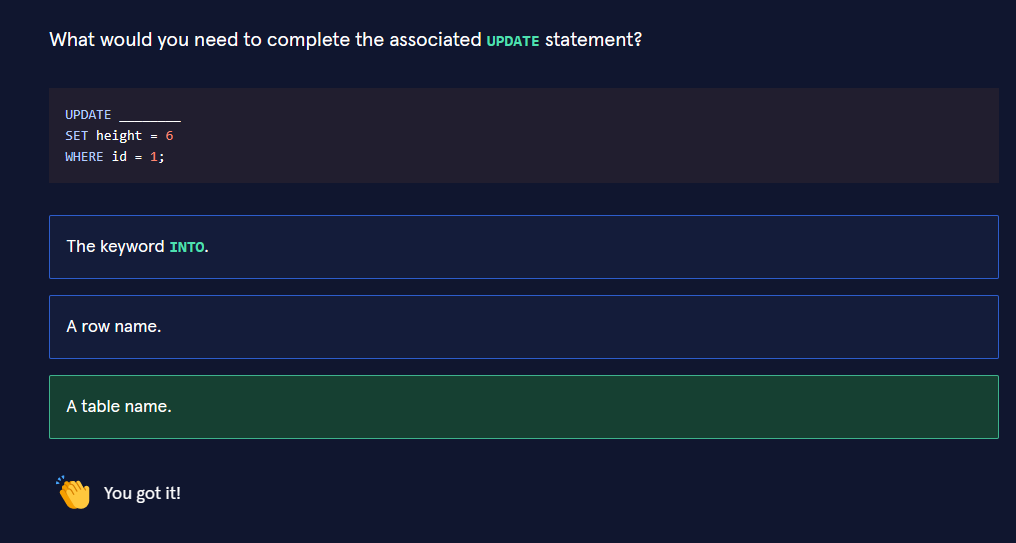 What would you need to complete the associated UPDATE statement?
UPDATE ________
SET height = 6
WHERE id = 1;
The keyword INTO.
A row name.
A table name.
You got it!